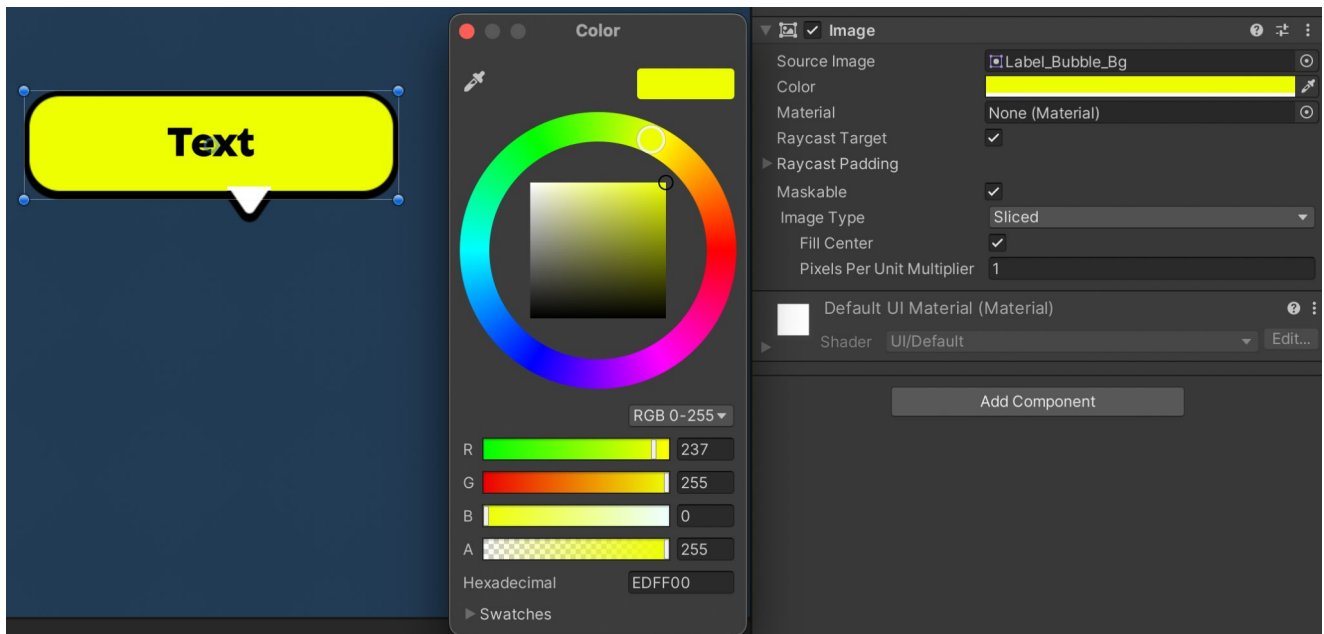 Text
Color
RGB 0-255
R 237
G 255
B 0
A 255
Hexadecimal EDFF00
Swatches
Image
Source Image Label_Bubble_Bg
Color
Material None (Material)
Raycast Target
Raycast Padding
Maskable
Image Type Sliced
Fill Center
Pixels Per Unit Multiplier 1
Default UI Material (Material)
Shader UI/Default Edit...
Add Component